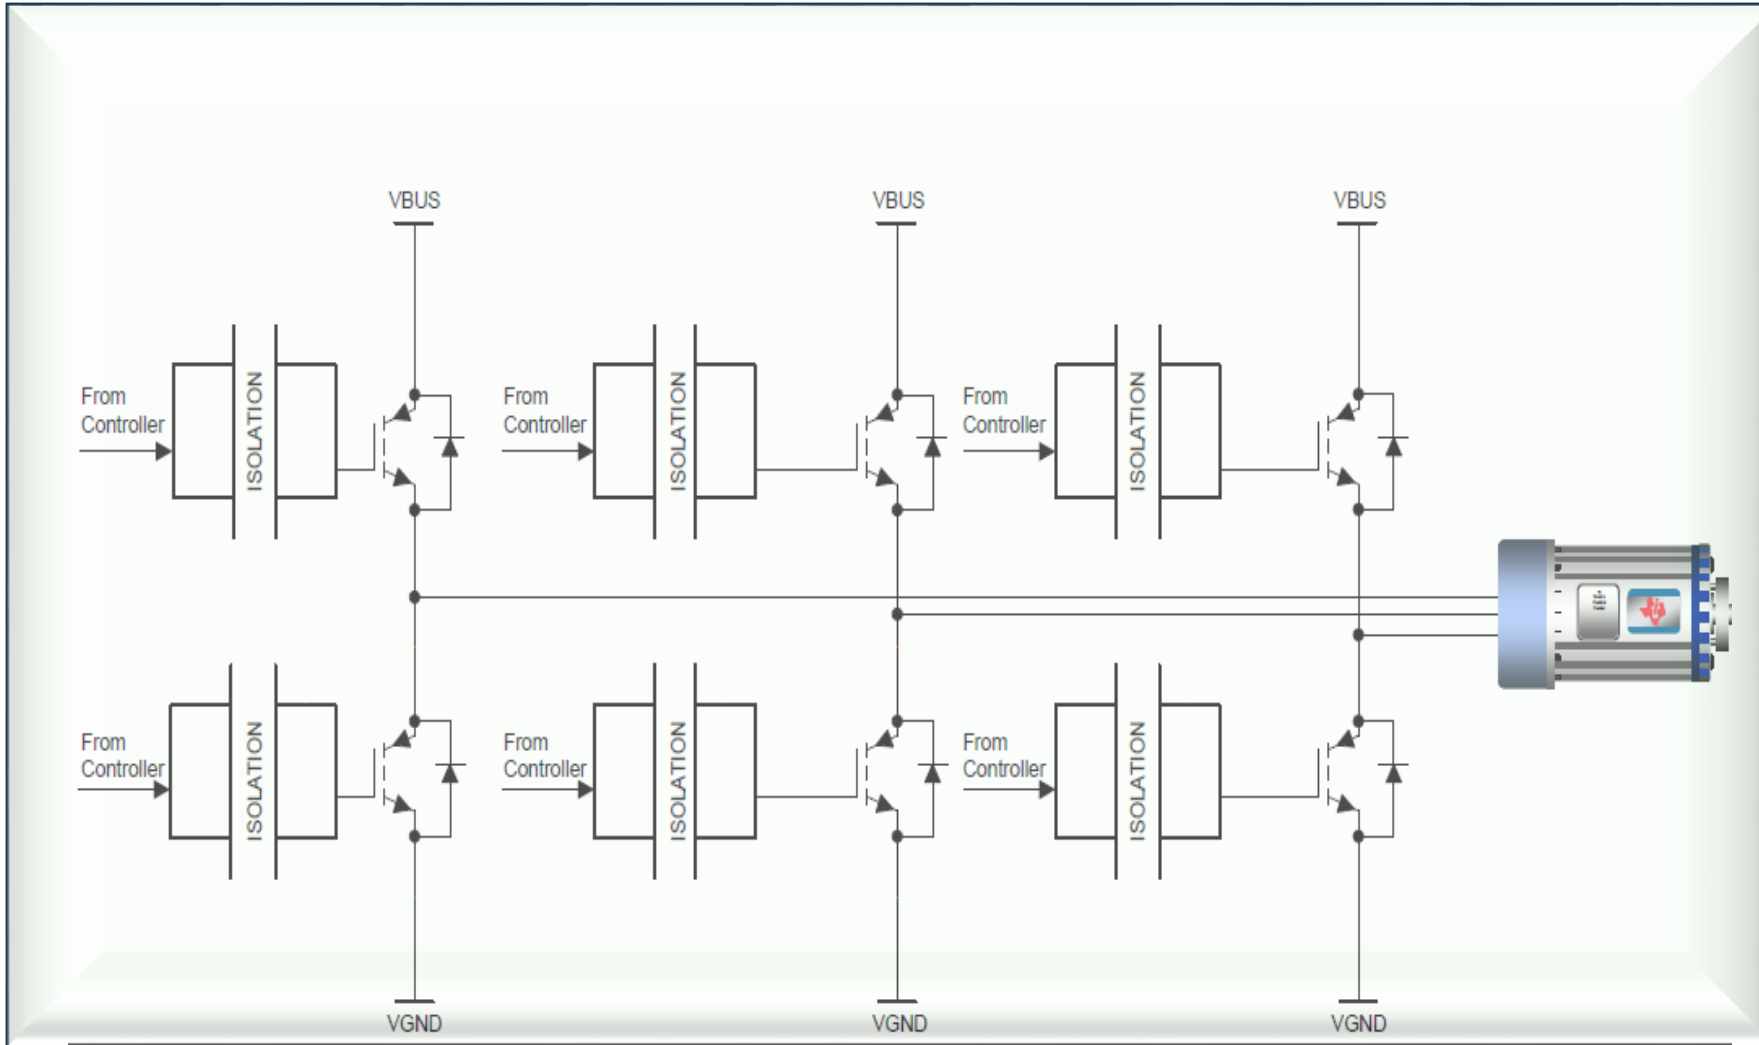 VBUS
VBUS
VBUS
From
Controller
ISOLATION
From
Controller
ISOLATION
From
Controller
ISOLATION
From
Controller
ISOLATION
From
Controller
ISOLATION
From
Controller
ISOLATION
VGND
VGND
VGND